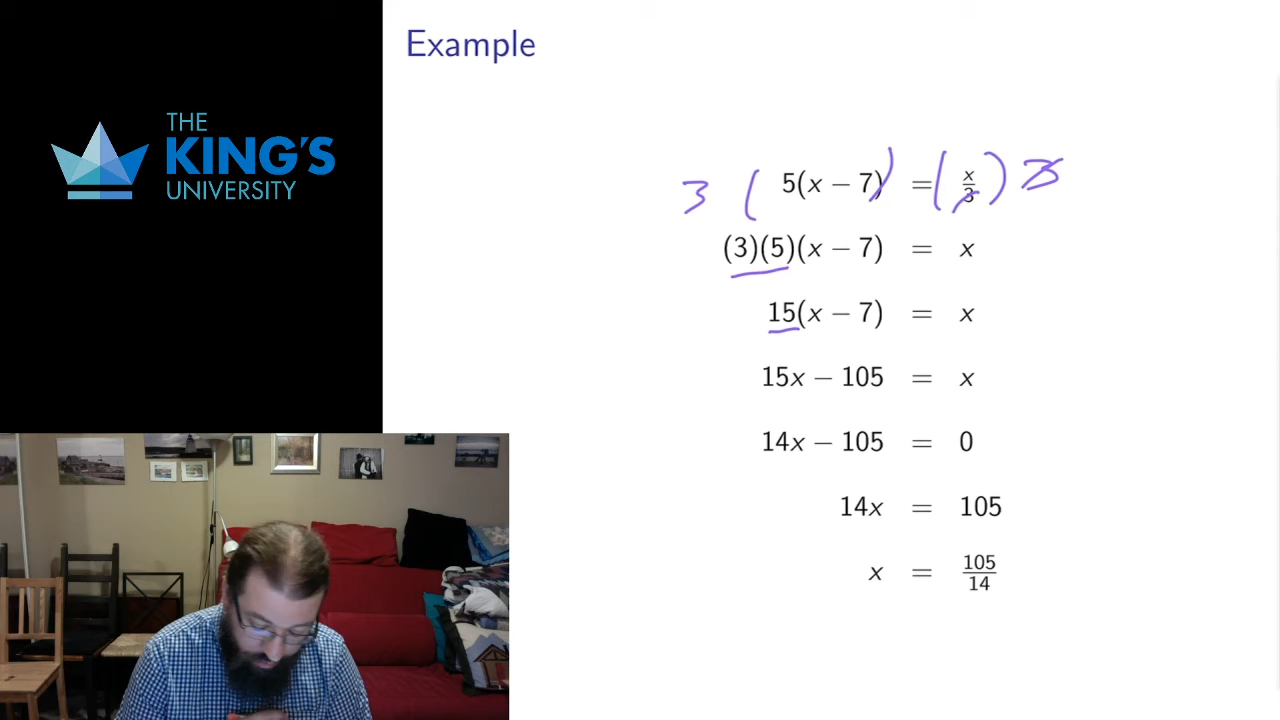 THE
KING'S
UNIVERSITY
Example
3 ( 5(x − 7) ) = ( x/3 ) 3
(3)(5)(x − 7) = x
15(x − 7) = x
15x − 105 = x
14x − 105 = 0
14x = 105
x = 105/14